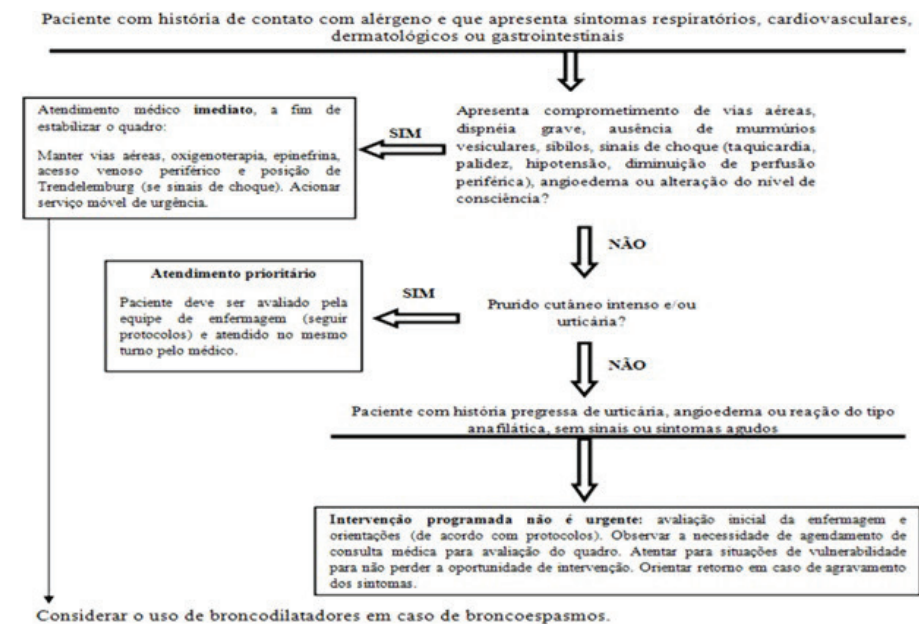 Paciente com história de contato com alérgeno e que apresenta sintomas respiratórios, cardiovasculares,
dermatológicos ou gastrointestinais
Atendimento médico imediato, a fim de
estabilizar o quadro:
Manter vias aéreas, oxigenoterapia, epinefrina,
acesso venoso periférico e posição de
Trendelemburg (se sinais de choque). Acionar
serviço móvel de urgência.
SIM
Apresenta comprometimento de vias aéreas,
dispnéia grave, ausência de murmúrios
vesiculares, sibilos, sinais de choque (taquicardia,
palidez, hipotensão, diminuição de perfusão
periférica), angioedema ou alteração do nível de
consciência?
NÃO
Atendimento prioritário
Paciente deve ser avaliado pela
equipe de enfermagem (seguir
protocolos) e atendido no mesmo
turno pelo médico.
SIM
Prurido cutâneo intenso e/ou
urticária?
NÃO
Paciente com história pregressa de urticária, angioedema ou reação do tipo
anafilática, sem sinais ou sintomas agudos
Intervenção programada não é urgente: avaliação inicial da enfermagem e
orientações (de acordo com protocolos). Observar a necessidade de agendamento de
consulta médica para avaliação do quadro. Atentar para situações de vulnerabilidade
para não perder a oportunidade de intervenção. Orientar retorno em caso de agravamento
dos sintomas.
Considerar o uso de broncodilatadores em caso de broncoespasmos.